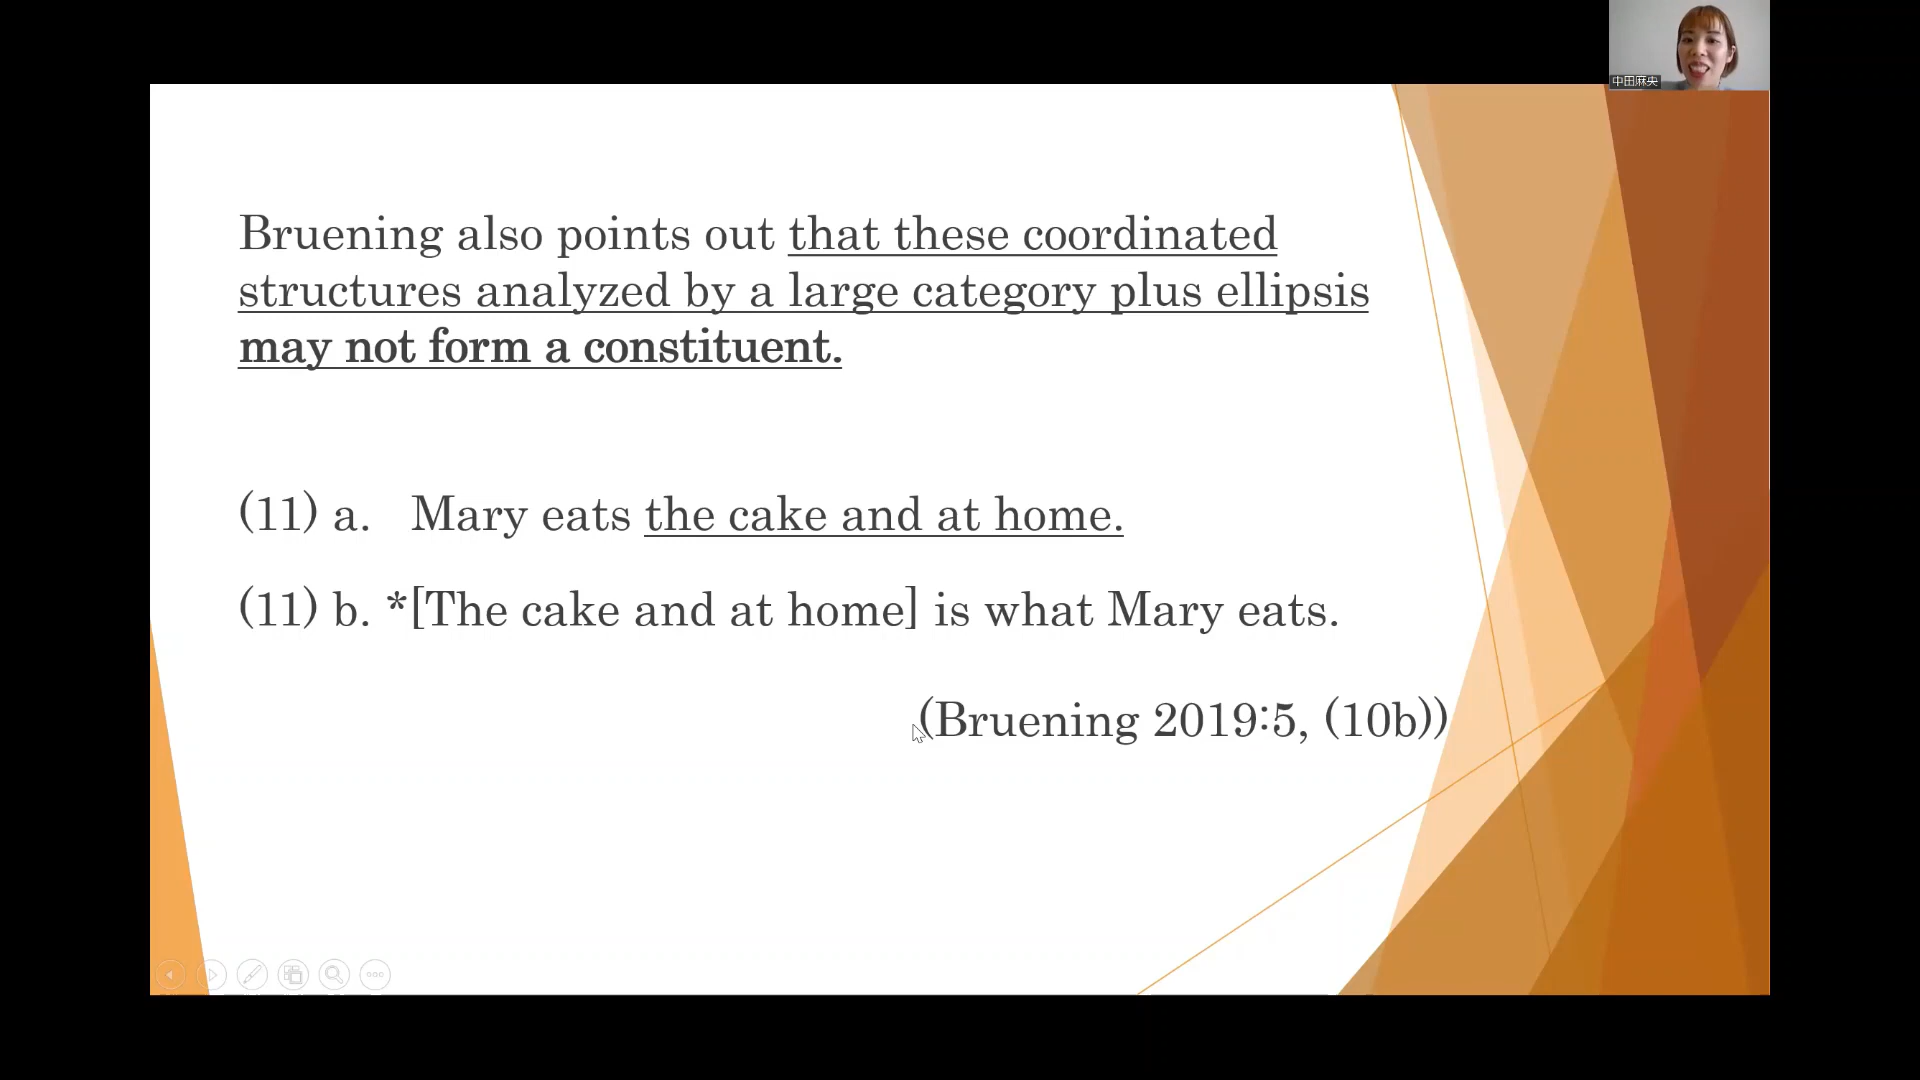 中田麻央
Bruening also points out that these coordinated
structures analyzed by a large category plus ellipsis
may not form a constituent.
(11) a. Mary eats the cake and at home.
(11) b. *[The cake and at home] is what Mary eats.
(Bruening 2019:5, (10b))